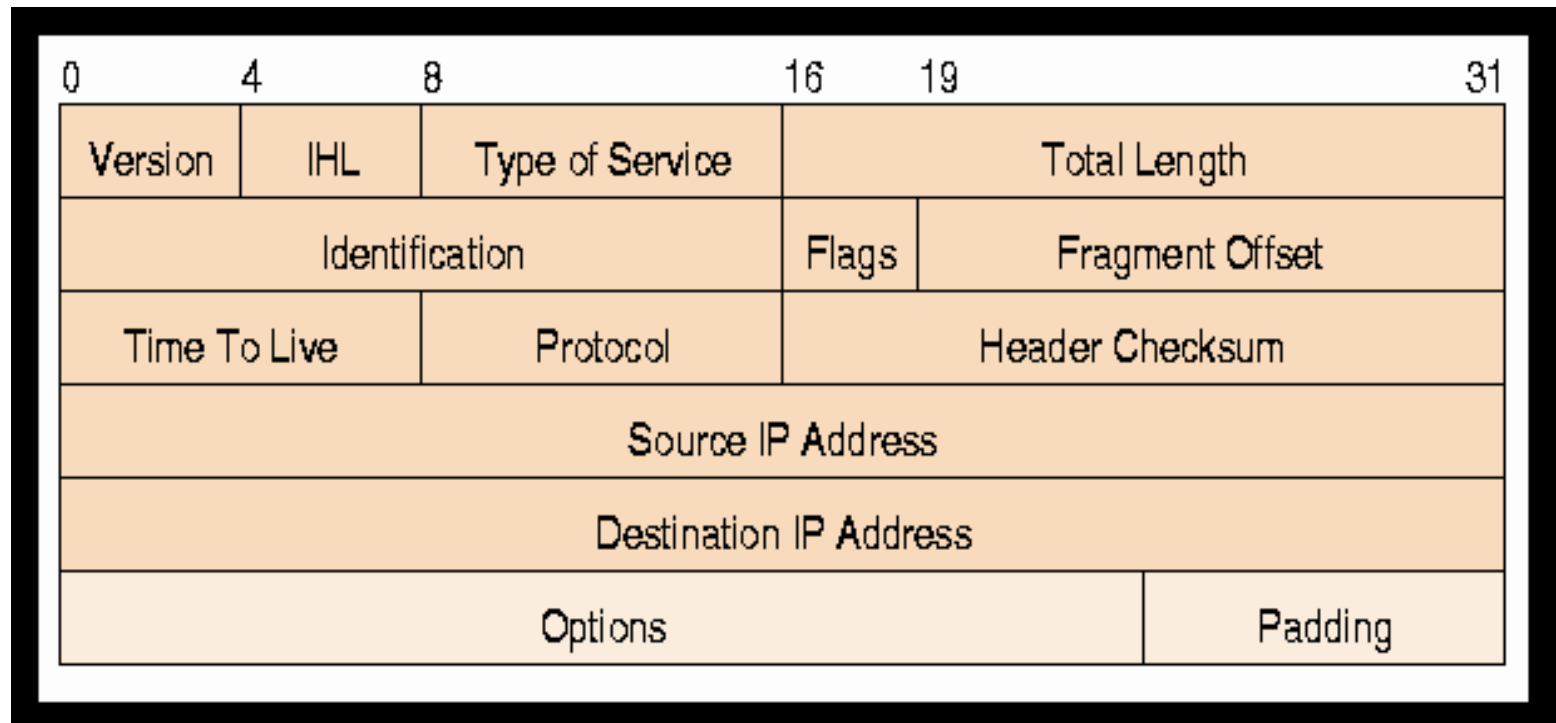 0 4 8 16 19 31
Version IHL Type of Service Total Length
Identification Flags Fragment Offset
Time To Live Protocol Header Checksum
Source IP Address
Destination IP Address
Options Padding